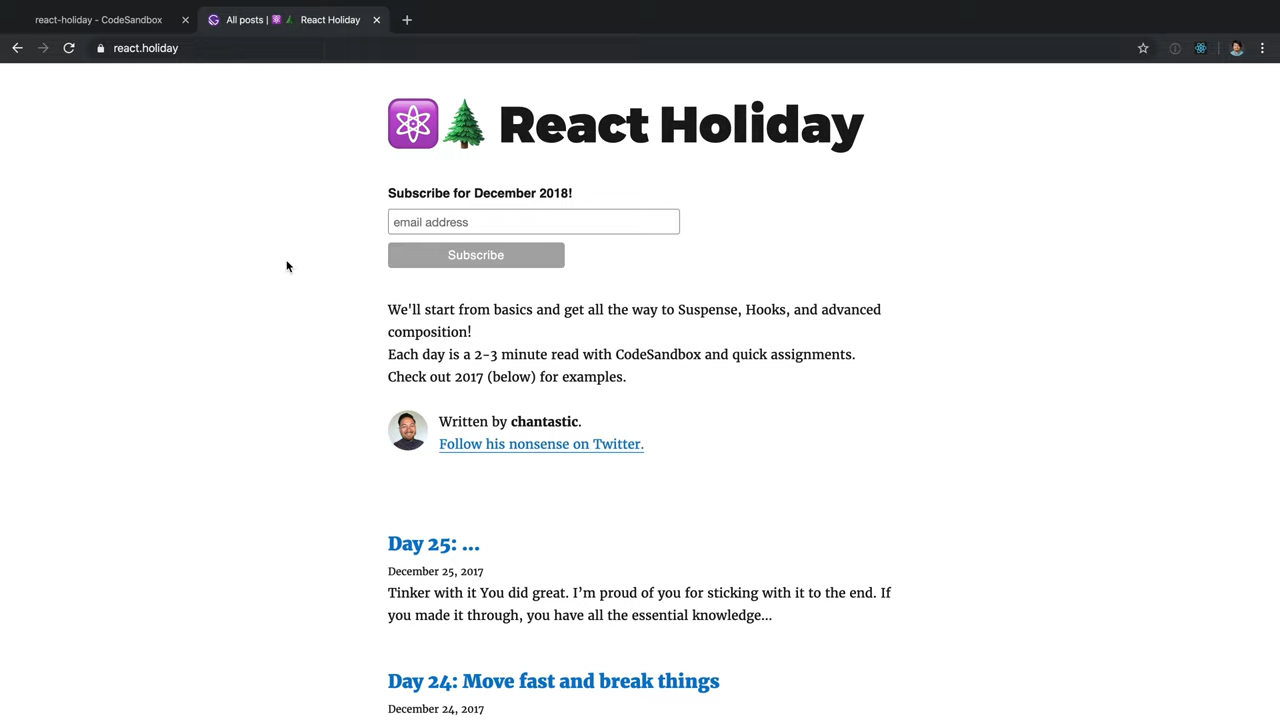 react-holiday - CodeSandbox
All posts | ⚛️🌲 React Holiday
react.holiday
⚛️🌲 React Holiday
Subscribe for December 2018!
email address
Subscribe
We'll start from basics and get all the way to Suspense, Hooks, and advanced
composition!
Each day is a 2-3 minute read with CodeSandbox and quick assignments.
Check out 2017 (below) for examples.
Written by chantastic.
Follow his nonsense on Twitter.
Day 25: ...
December 25, 2017
Tinker with it You did great. I’m proud of you for sticking with it to the end. If
you made it through, you have all the essential knowledge...
Day 24: Move fast and break things
December 24, 2017